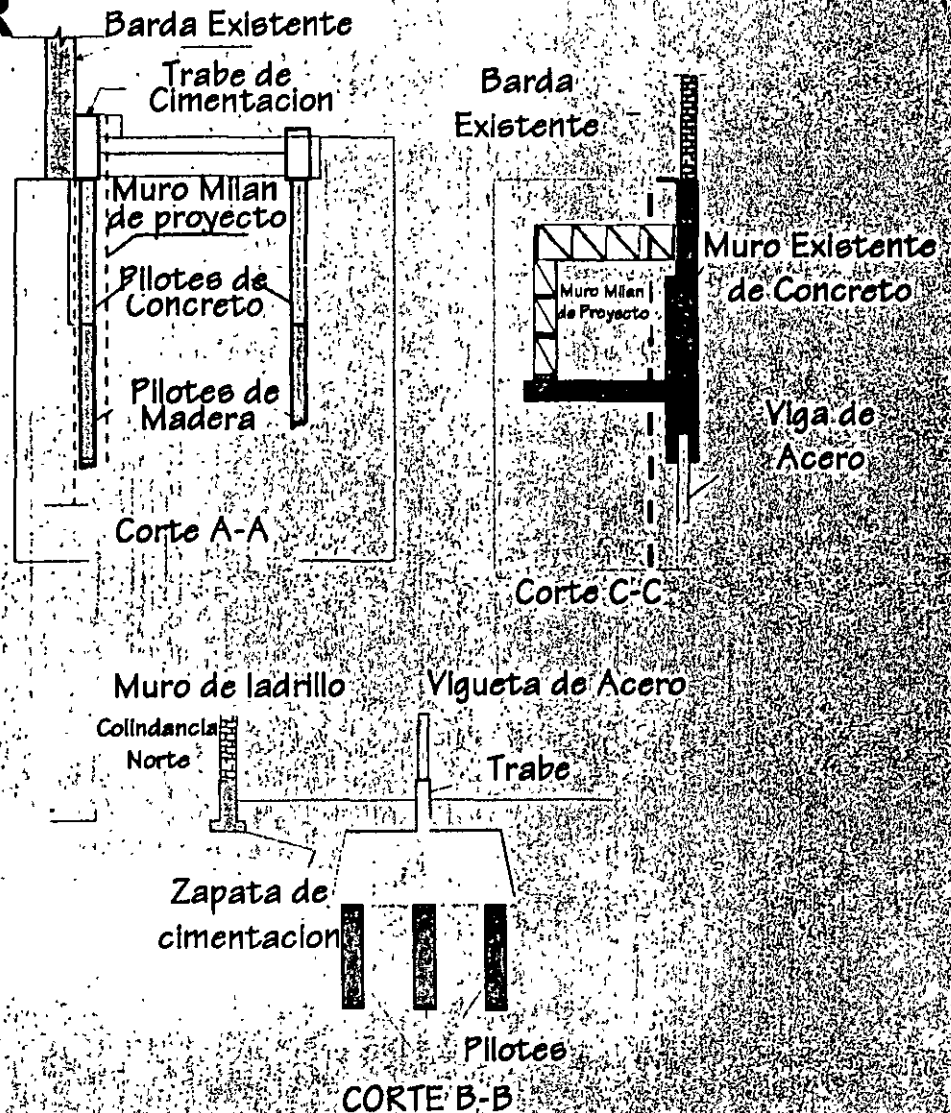 R
Barda Existente
Trabe de
Cimentacion
Muro Milan
de proyecto
Pilotes de
Concreto
Pilotes de
Madera
Corte A-A
Barda
Existente
Muro Existente
de Concreto
Muro Milan
de Proyecto
Viga de
Acero
Corte C-C
Muro de ladrillo
Vigueta de Acero
Colindancia
Norte
Trabe
Zapata de
cimentacion
Pilotes
CORTE B-B